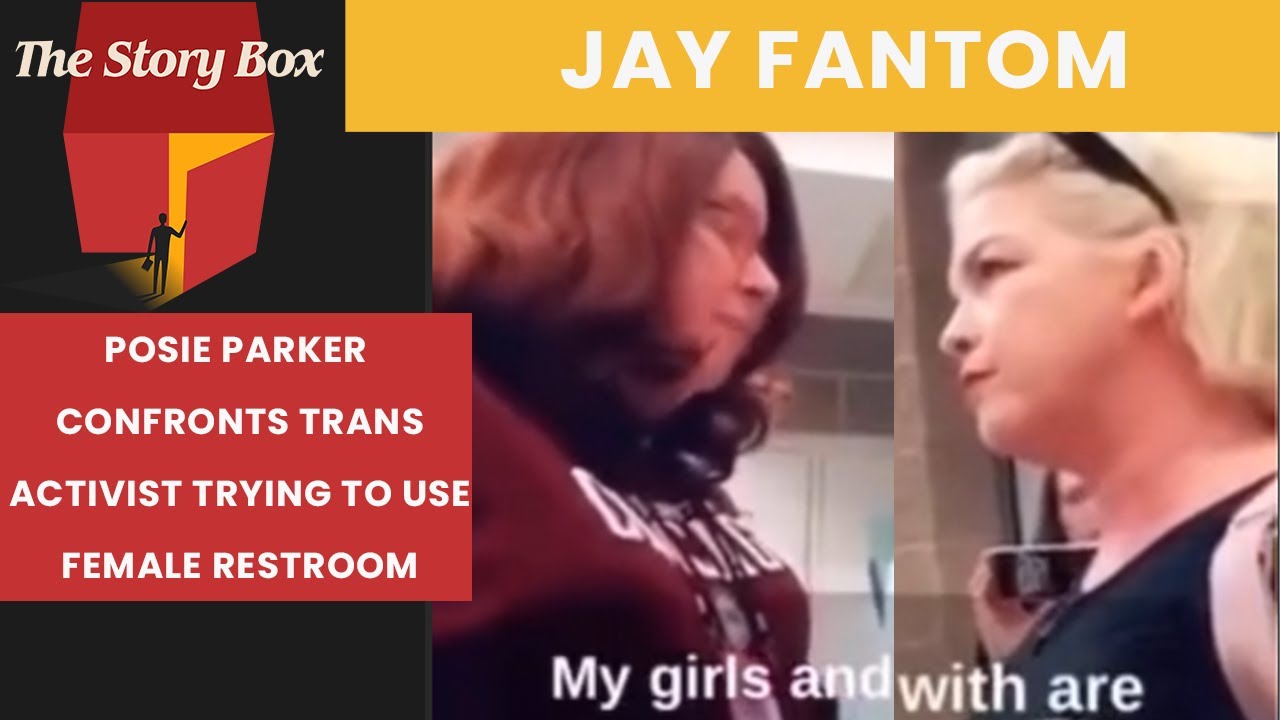 The Story Box
JAY FANTOM
POSIE PARKER
CONFRONTS TRANS
ACTIVIST TRYING TO USE
FEMALE RESTROOM
My girls and with are